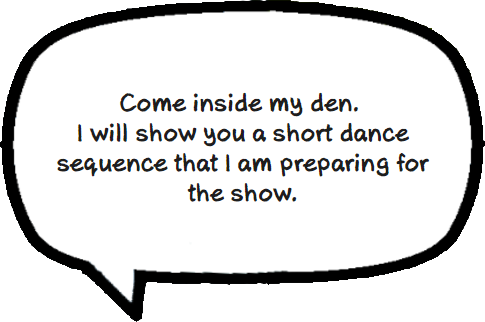 Come inside my den.
I will show you a short dance
sequence that I am preparing for
the show.